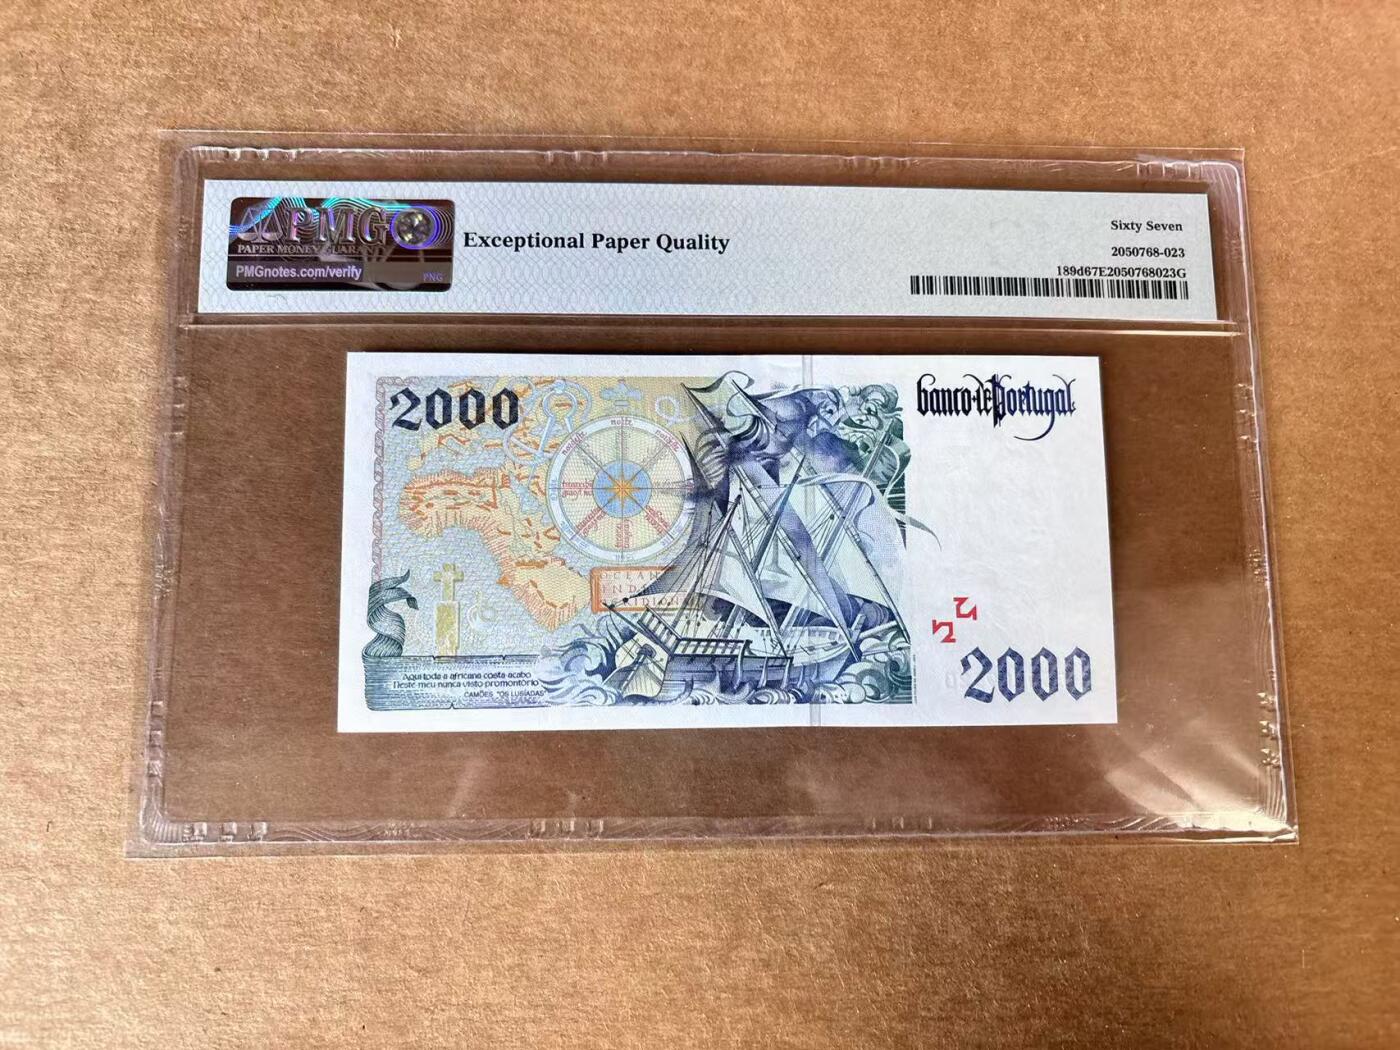 PMG
PAPER MONEY GUARANTY
PMGnotes.com/verify
PNG
Exceptional Paper Quality
Sixty Seven
2050768-023
189d67E2050768023G
2000
banco de Portugal
Aqui toda a africana costa acabo
Neste meu nunca visto promontório
CAMÕES "OS LUSÍADAS"
2000